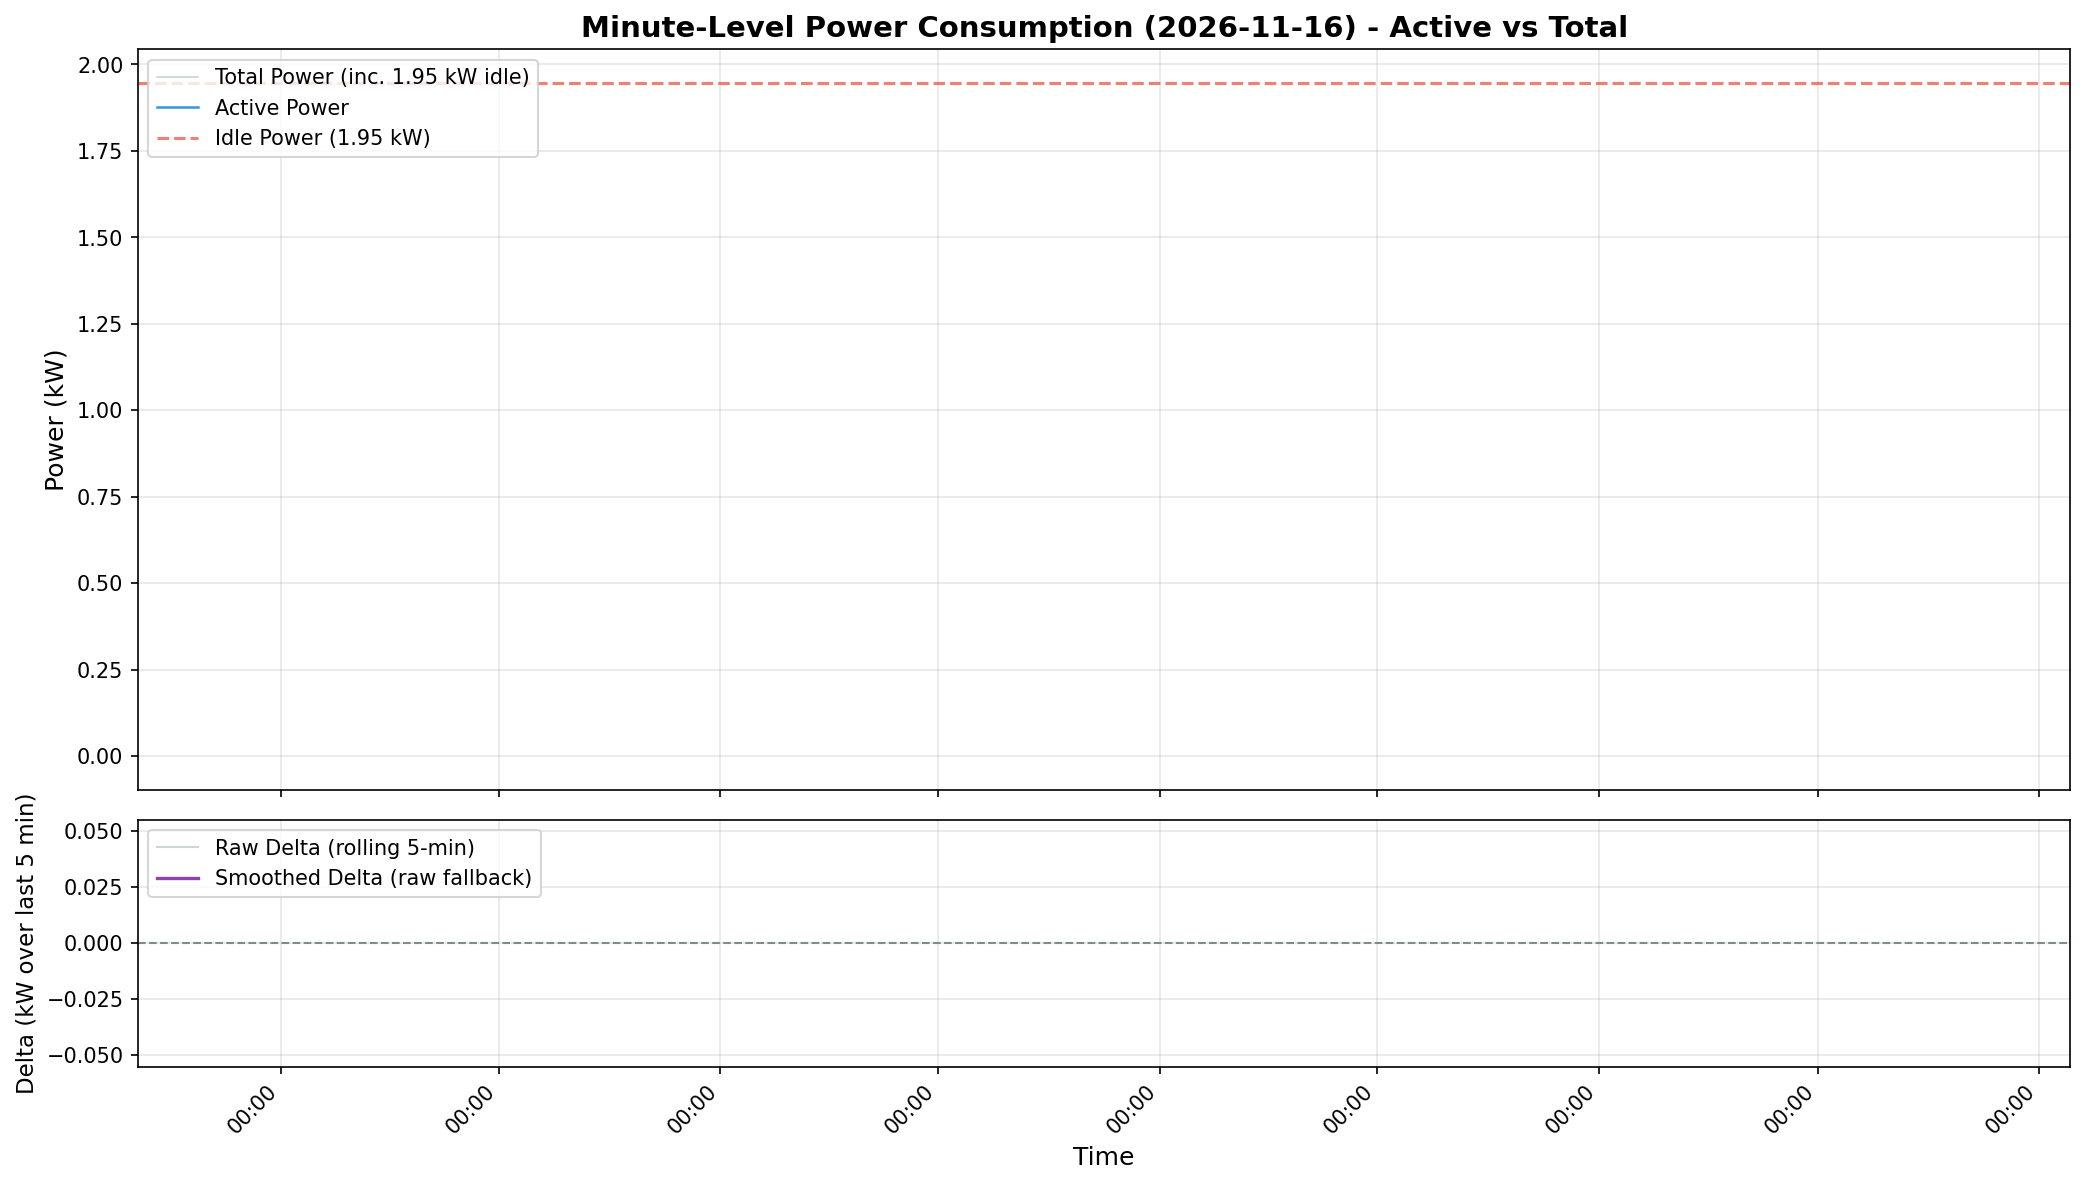 Minute-Level Power Consumption (2026-11-16) - Active vs Total
Power (kW)
2.00
1.75
1.50
1.25
1.00
0.75
0.50
0.25
0.00
Total Power (inc. 1.95 kW idle)
Active Power
Idle Power (1.95 kW)
Delta (kW over last 5 min)
0.050
0.025
0.000
−0.025
−0.050
Raw Delta (rolling 5-min)
Smoothed Delta (raw fallback)
00:00 00:00 00:00 00:00 00:00 00:00 00:00 00:00 00:00
Time